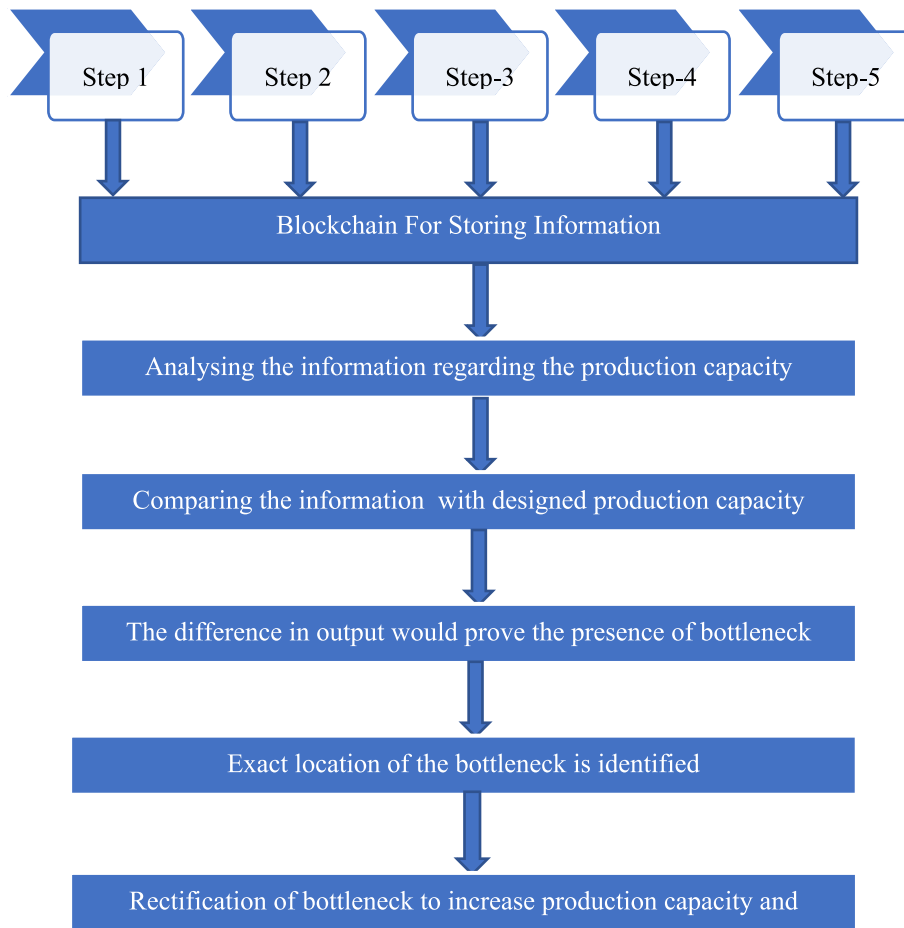 Step 1
Step 2
Step-3
Step-4
Step-5
Blockchain For Storing Information
Analysing the information regarding the production capacity
Comparing the information  with designed production capacity
The difference in output would prove the presence of bottleneck
Exact location of the bottleneck is identified
Rectification of bottleneck to increase production capacity and